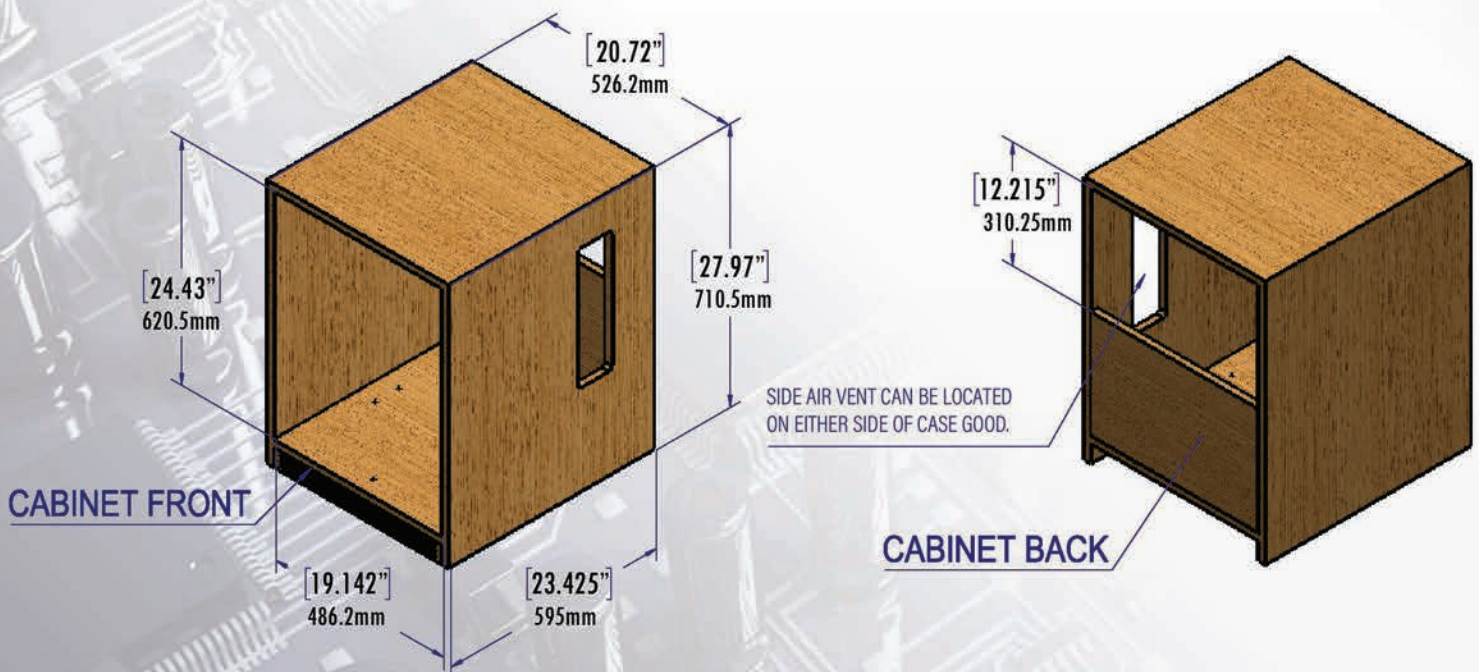 [20.72”]
526.2mm
[24.43”]
620.5mm
[27.97”]
710.5mm
CABINET FRONT
[19.142”]
486.2mm
[23.425”]
595mm
[12.215”]
310.25mm
SIDE AIR VENT CAN BE LOCATED
ON EITHER SIDE OF CASE GOOD.
CABINET BACK